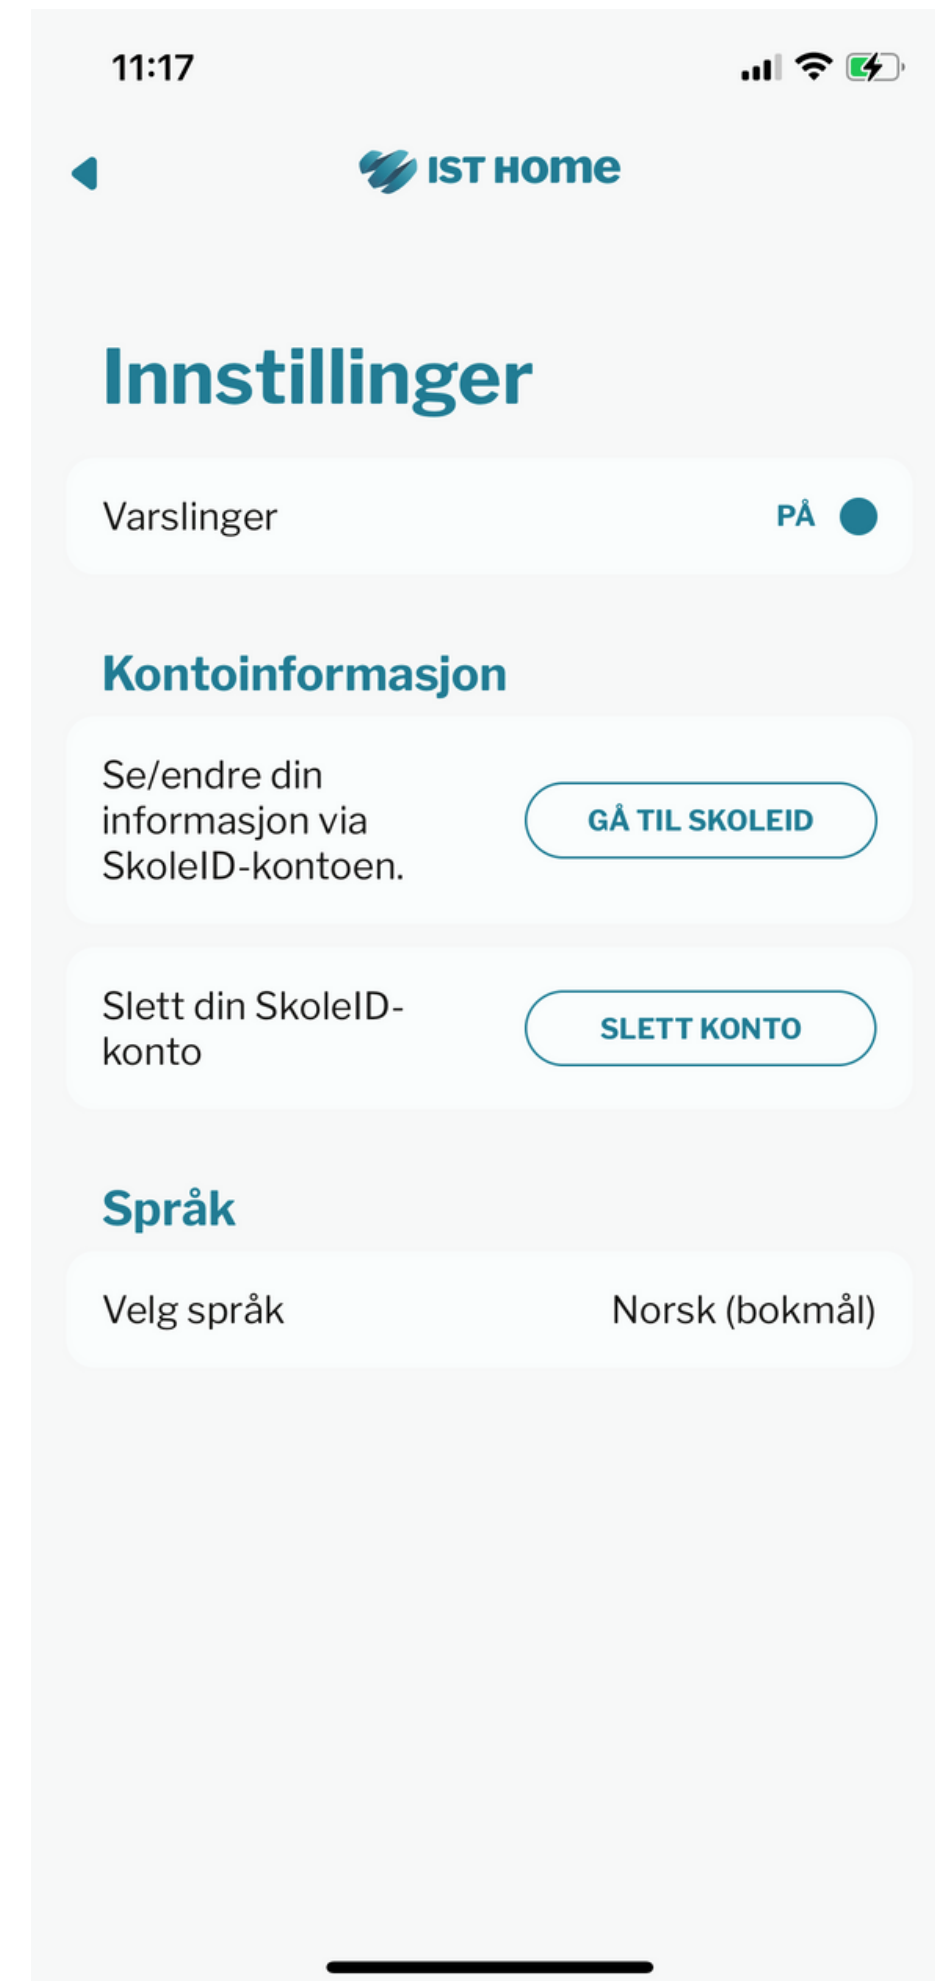 11:17
IST HOME
Innstillinger
Varslinger PÅ
Kontoinformasjon
Se/endre din
informasjon via
SkoleID-kontoen.
GÅ TIL SKOLEID
Slett din SkoleID-
konto
SLETT KONTO
Språk
Velg språk Norsk (bokmål)